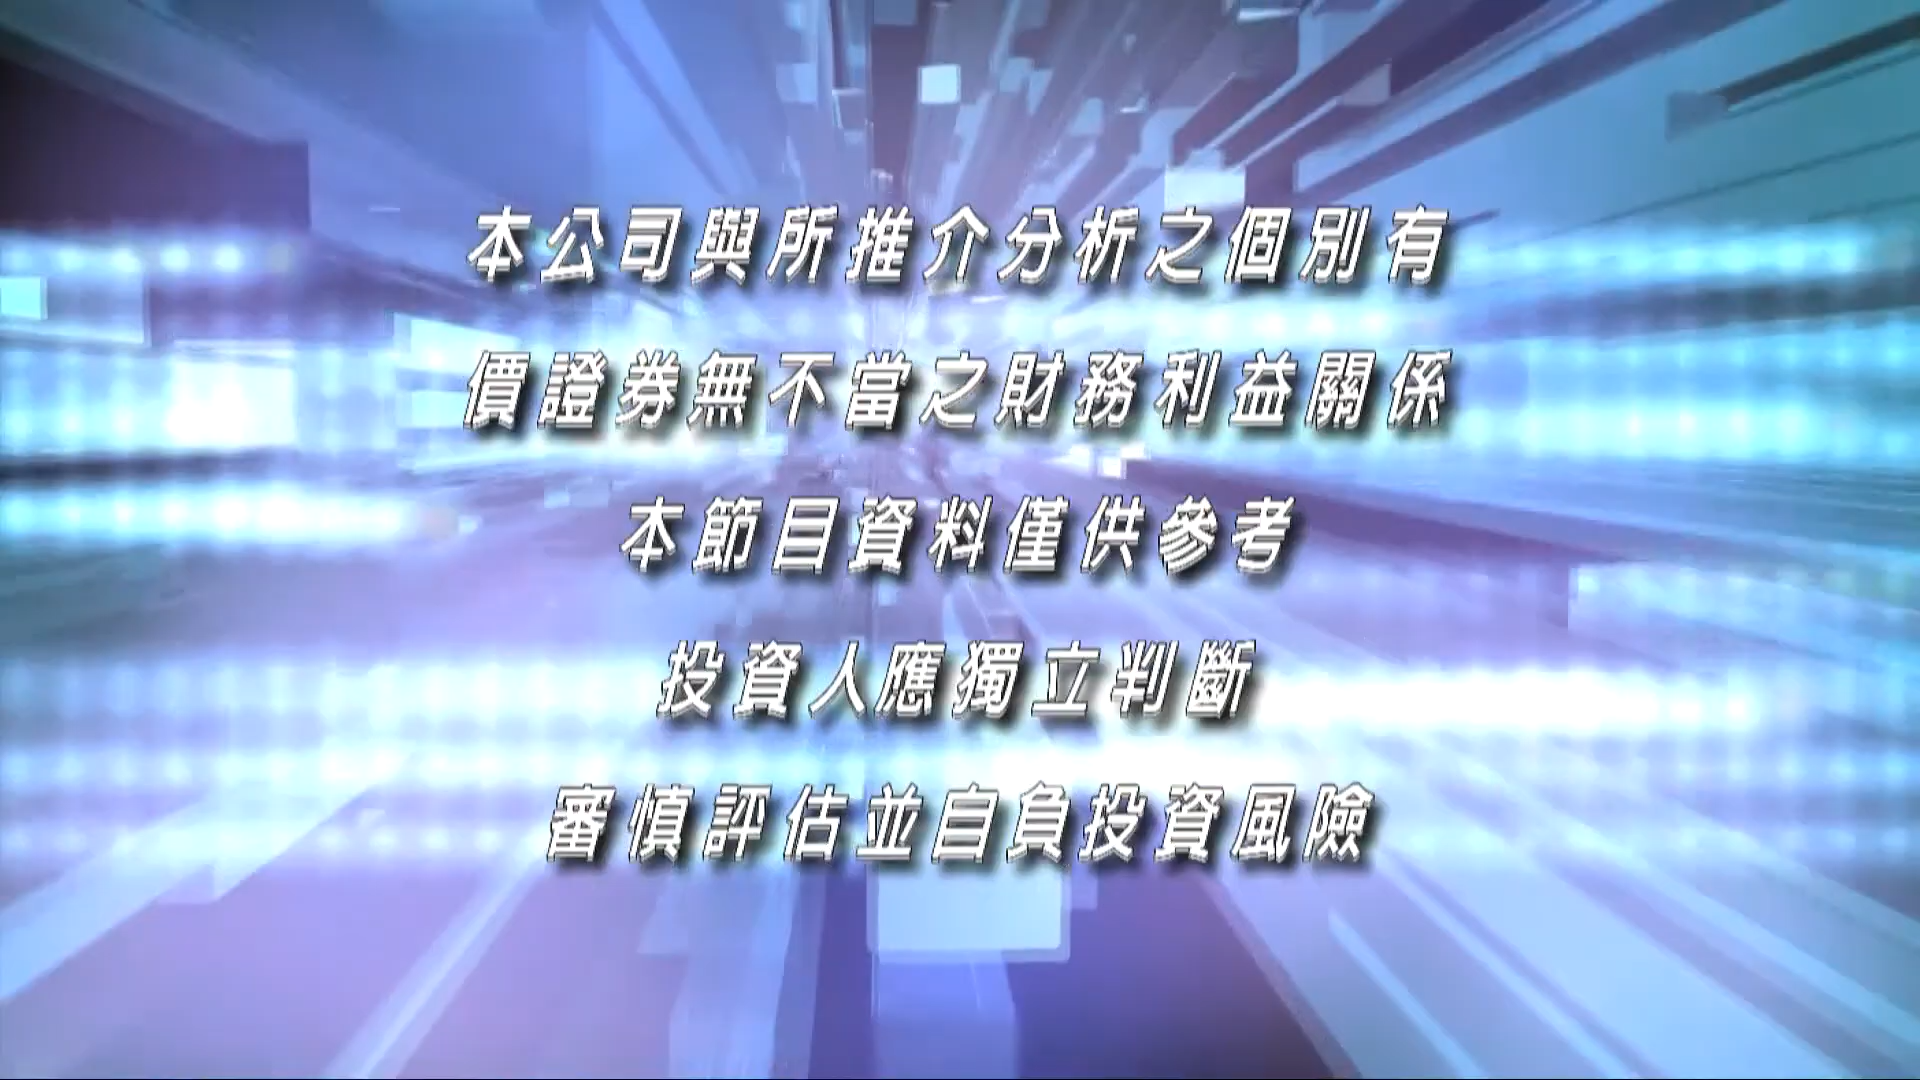 本公司與所推介分析之個別有
價證券無不當之財務利益關係
本節目資料僅供參考
投資人應獨立判斷
審慎評估並自負投資風險